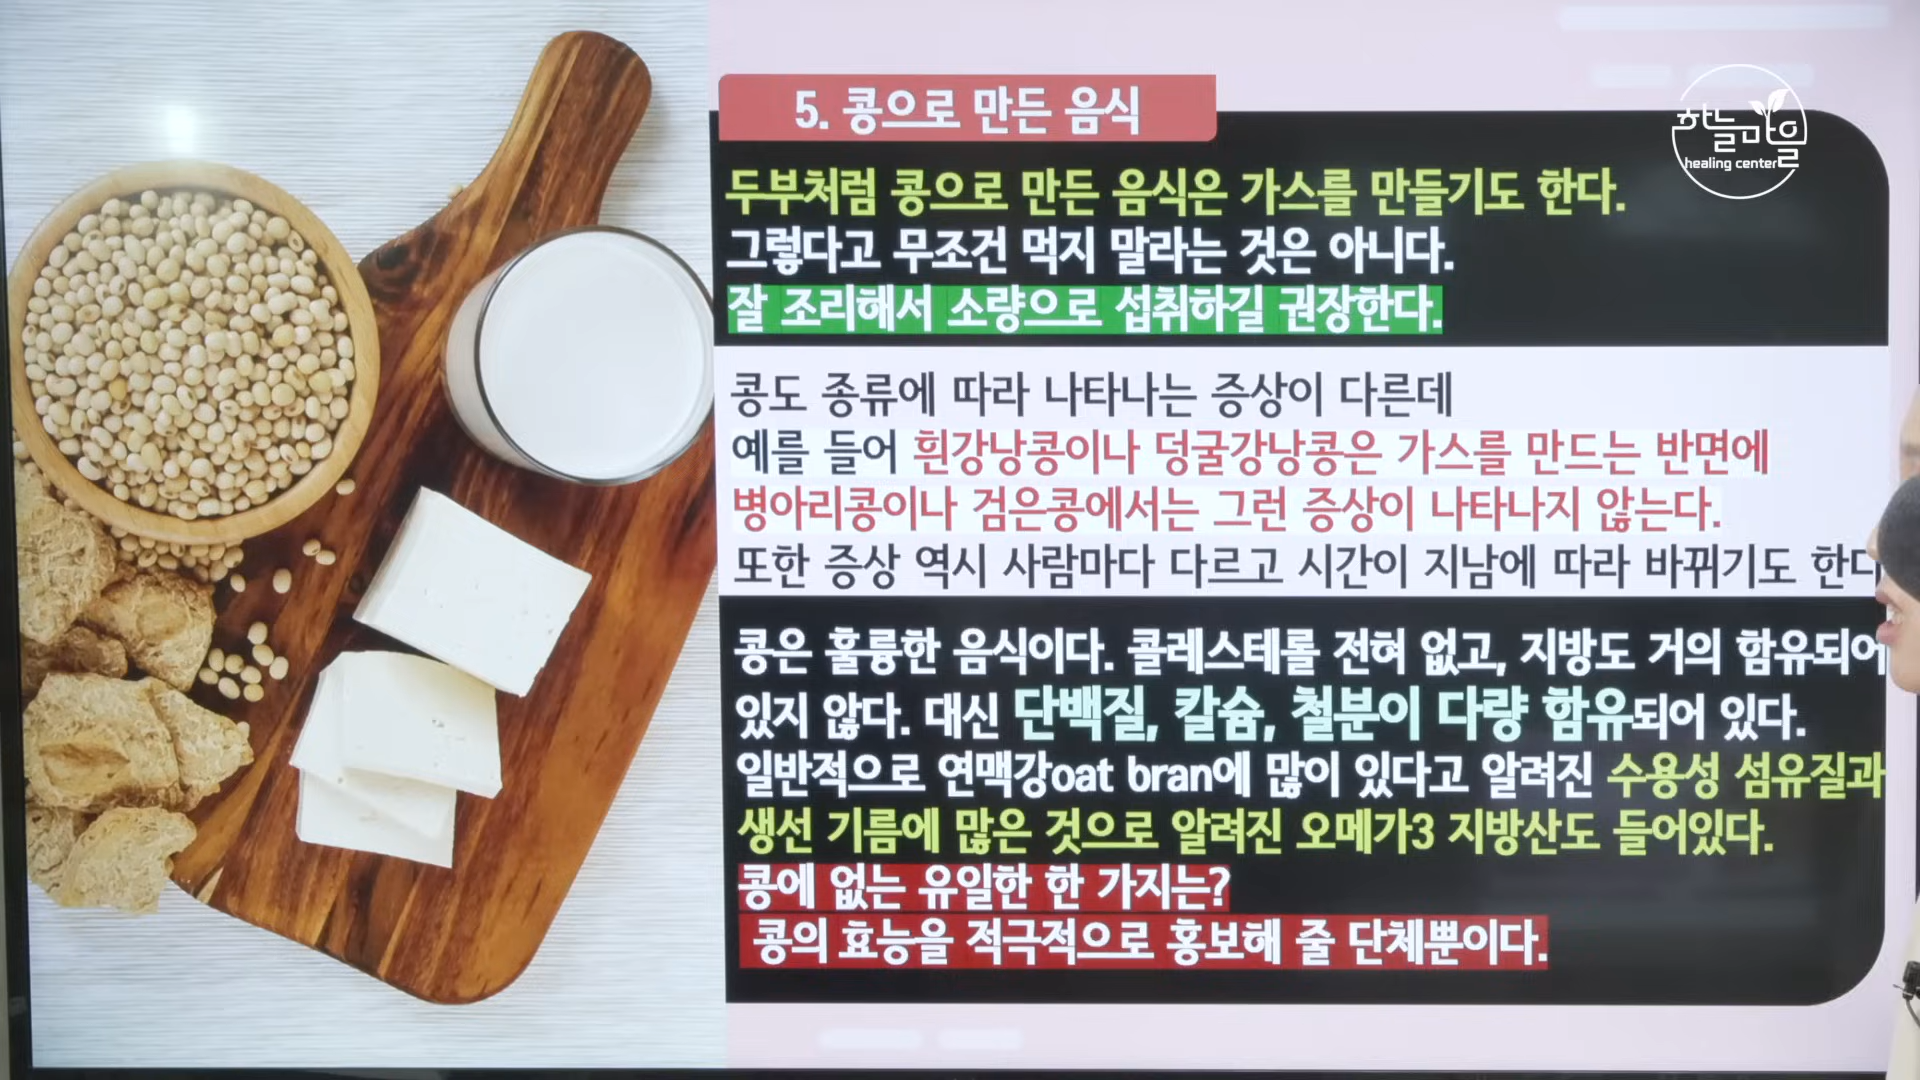 5. 콩으로 만든 음식
하늘마을
healing center
두부처럼 콩으로 만든 음식은 가스를 만들기도 한다.
그렇다고 무조건 먹지 말라는 것은 아니다.
잘 조리해서 소량으로 섭취하길 권장한다.
콩도 종류에 따라 나타나는 증상이 다른데
예를 들어 흰강낭콩이나 덩굴강낭콩은 가스를 만드는 반면에
병아리콩이나 검은콩에서는 그런 증상이 나타나지 않는다.
또한 증상 역시 사람마다 다르고 시간이 지남에 따라 바뀌기도 한다
콩은 훌륭한 음식이다. 콜레스테롤 전혀 없고, 지방도 거의 함유되어
있지 않다. 대신 단백질, 칼슘, 철분이 다량 함유되어 있다.
일반적으로 연맥강oat bran에 많이 있다고 알려진 수용성 섬유질과
생선 기름에 많은 것으로 알려진 오메가3 지방산도 들어있다.
콩에 없는 유일한 한 가지는?
콩의 효능을 적극적으로 홍보해 줄 단체뿐이다.